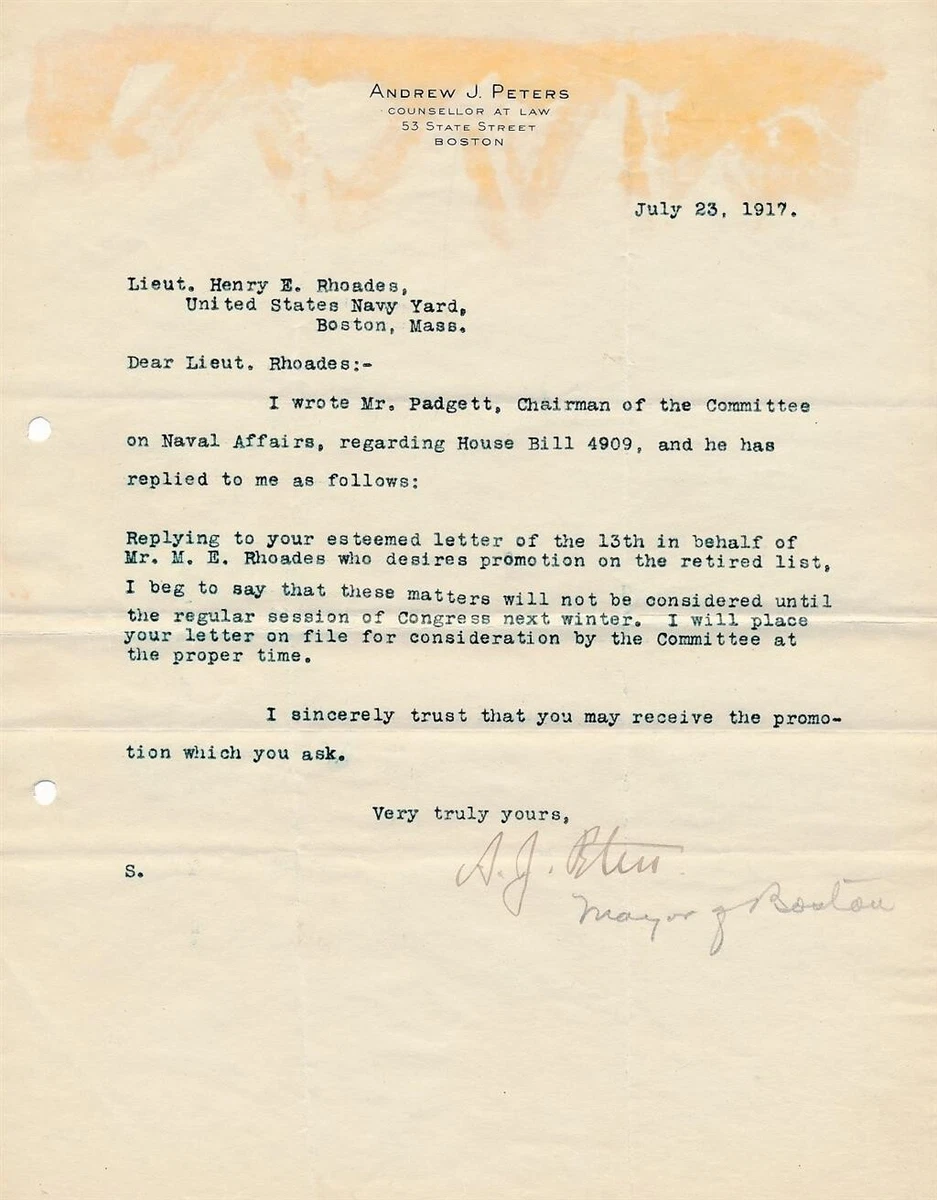 ANDREW J. PETERS
COUNSELLOR AT LAW
53 STATE STREET
BOSTON
July 23, 1917.
Lieut. Henry E. Rhoades,
United States Navy Yard,
Boston, Mass.
Dear Lieut. Rhoades:-
I wrote Mr. Padgett, Chairman of the Committee
on Naval Affairs, regarding House Bill 4909, and he has
replied to me as follows:
Replying to your esteemed letter of the 13th in behalf of
Mr. M. E. Rhoades who desires promotion on the retired list,
I beg to say that these matters will not be considered until
the regular session of Congress next winter. I will place
your letter on file for consideration by the Committee at
the proper time.
I sincerely trust that you may receive the promo-
tion which you ask.
Very truly yours,
S.
A. J. Peters
Mayor of Boston